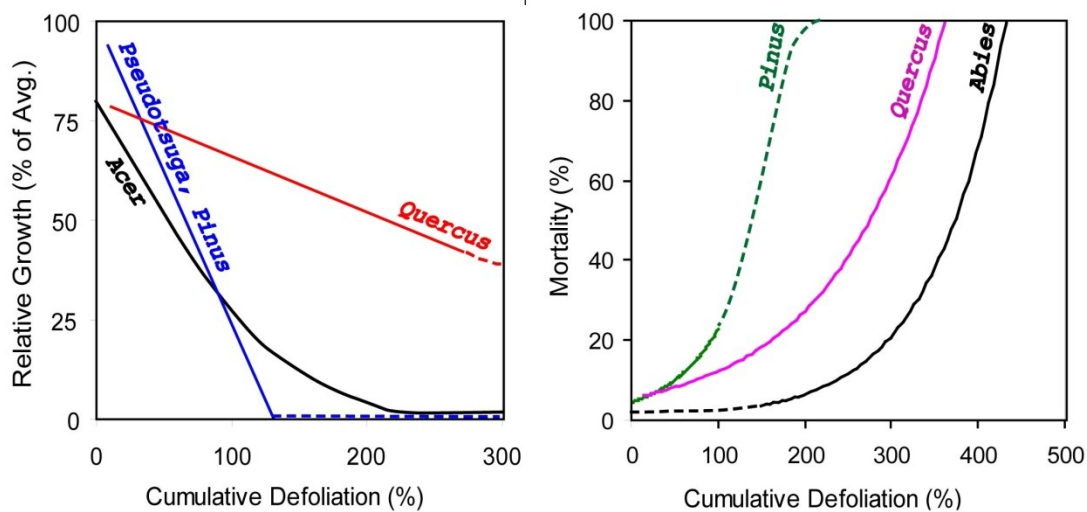 Relative Growth (% of Avg.)
100
75
50
25
0
Pseudotsuga, Pinus
Acer
Quercus
0 100 200 300
Cumulative Defoliation (%)
Mortality (%)
100
80
60
40
20
0
Pinus
Quercus
Abies
0 100 200 300 400 500
Cumulative Defoliation (%)